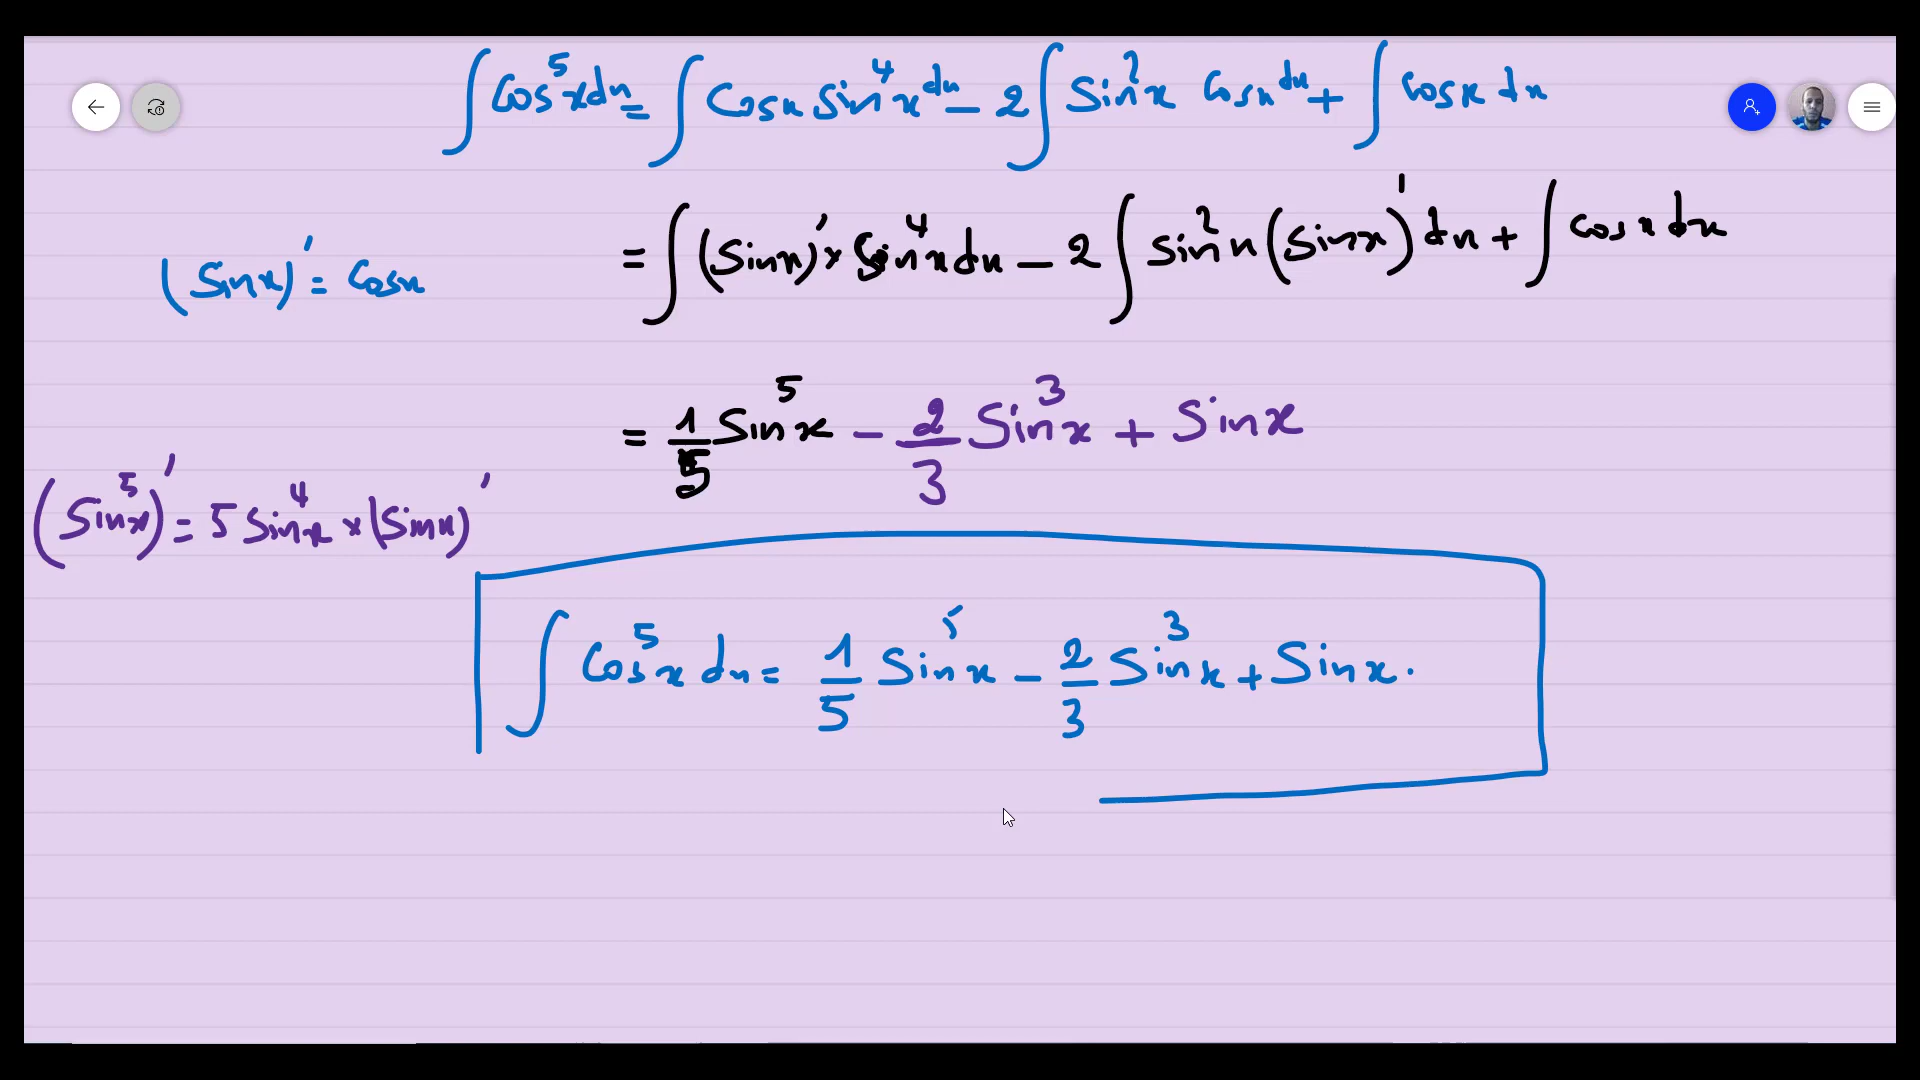 ∫ cos⁵x dx = ∫ cosx sin⁴x dx − 2 ∫ sin²x cosx dx + ∫ cosx dx
(sinx)' = cosx
= ∫ (sinx)' × sin⁴x dx − 2 ∫ sin²x (sinx)' dx + ∫ cosx dx
= 1/5 sin⁵x − 2/3 sin³x + sinx
(sin⁵x)' = 5 sin⁴x × (sinx)'
∫ cos⁵x dx = 1/5 sin⁵x − 2/3 sin³x + sinx.